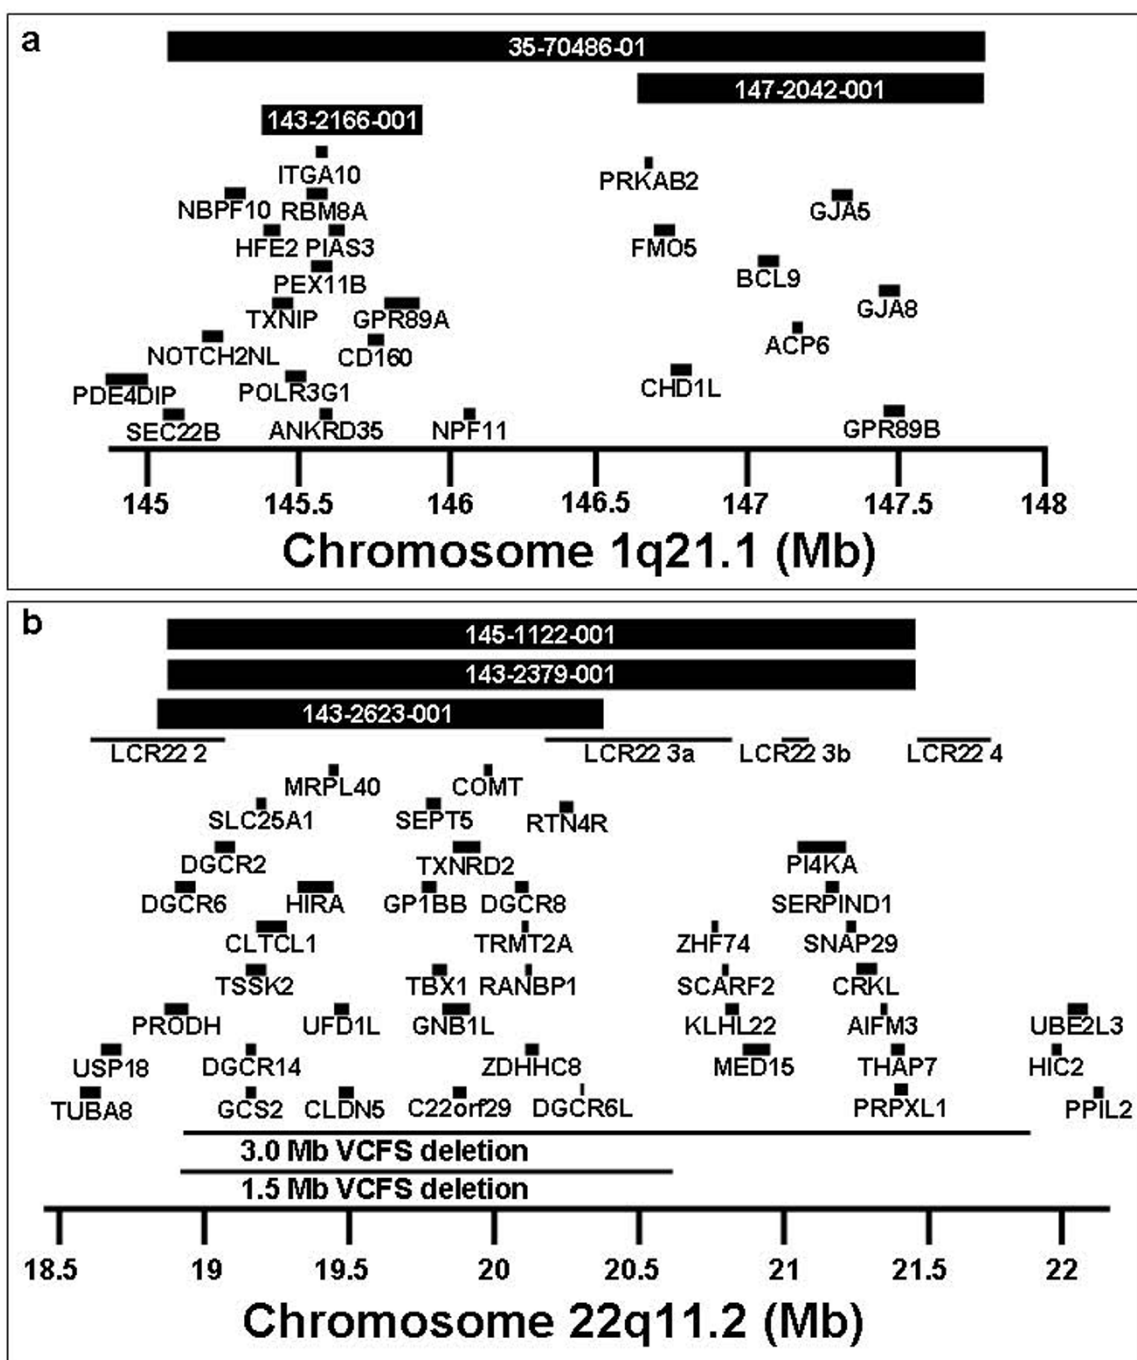 a
35-70486-01
147-2042-001
143-2166-001
ITGA10
PRKAB2
NBPF10 RBM8A
GJA5
HFE2 PIAS3
FMO5
PEX11B
BCL9
TXNIP GPR89A
GJA8
NOTCH2NL CD160
ACP6
PDE4DIP POLR3G1
CHD1L
SEC22B ANKRD35 NPF11 GPR89B
145 145.5 146 146.5 147 147.5 148
Chromosome 1q21.1 (Mb)
b
145-1122-001
143-2379-001
143-2623-001
LCR22 2 LCR22 3a LCR22 3b LCR22 4
MRPL40 COMT
SLC25A1 SEPT5 RTN4R
DGCR2 TXNRD2 PI4KA
DGCR6 HIRA GP1BB DGCR8 SERPIND1
CLTCL1 TRMT2A ZHF74 SNAP29
TSSK2 TBX1 RANBP1 SCARF2 CRKL
PRODH UFD1L GNB1L KLHL22 AIFM3 UBE2L3
USP18 DGCR14 ZDHHC8 MED15 THAP7 HIC2
TUBA8 GCS2 CLDN5 C22orf29 DGCR6L PRPXL1 PPIL2
3.0 Mb VCFS deletion
1.5 Mb VCFS deletion
18.5 19 19.5 20 20.5 21 21.5 22
Chromosome 22q11.2 (Mb)